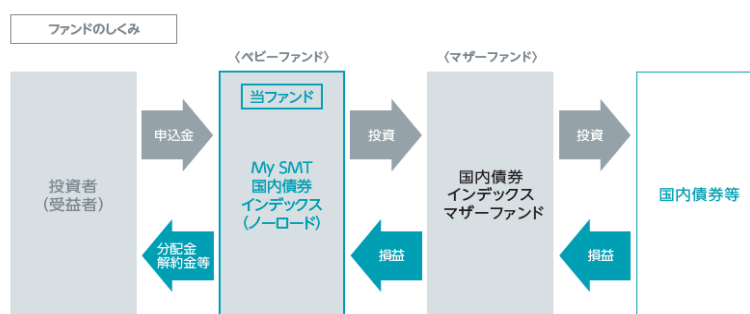 ファンドのしくみ
〈ベビーファンド〉
〈マザーファンド〉
投資者
(受益者)
申込金
分配金
解約金等
当ファンド
My SMT
国内債券
インデックス
(ノーロード)
投資
損益
国内債券
インデックス
マザーファンド
投資
損益
国内債券等